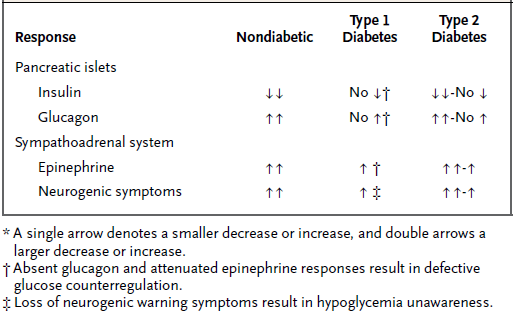 Response Nondiabetic Type 1 Diabetes Type 2 Diabetes
Pancreatic islets
Insulin ↓↓ No ↓† ↓↓-No ↓
Glucagon ↑↑ No ↑† ↑↑-No ↑
Sympathoadrenal system
Epinephrine ↑↑ ↑ † ↑↑-↑
Neurogenic symptoms ↑↑ ↑ ‡ ↑↑-↑
* A single arrow denotes a smaller decrease or increase, and double arrows a
larger decrease or increase.
† Absent glucagon and attenuated epinephrine responses result in defective
glucose counterregulation.
‡ Loss of neurogenic warning symptoms result in hypoglycemia unawareness.